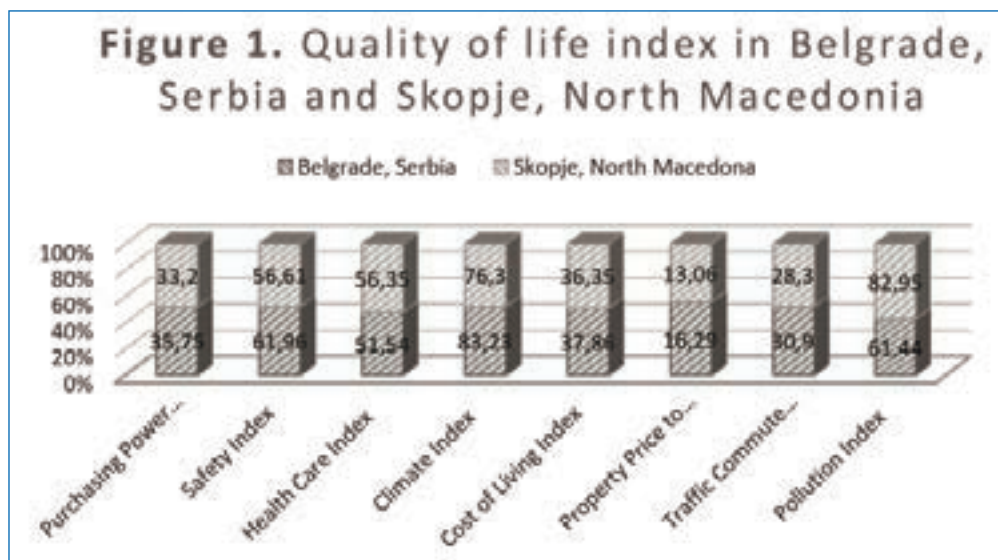 Figure 1. Quality of life index in Belgrade,
Serbia and Skopje, North Macedonia
Belgrade, Serbia Skopje, North Macedona
100%
80%
60%
40%
20%
0%
33,2 56,61 56,35 76,3 36,35 13,06 28,3 82,95
35,75 61,96 51,54 83,23 37,86 16,29 30,9 61,44
Purchasing Power...
Safety Index
Health Care Index
Climate Index
Cost of Living Index
Property Price to...
Traffic Commute...
Pollution Index